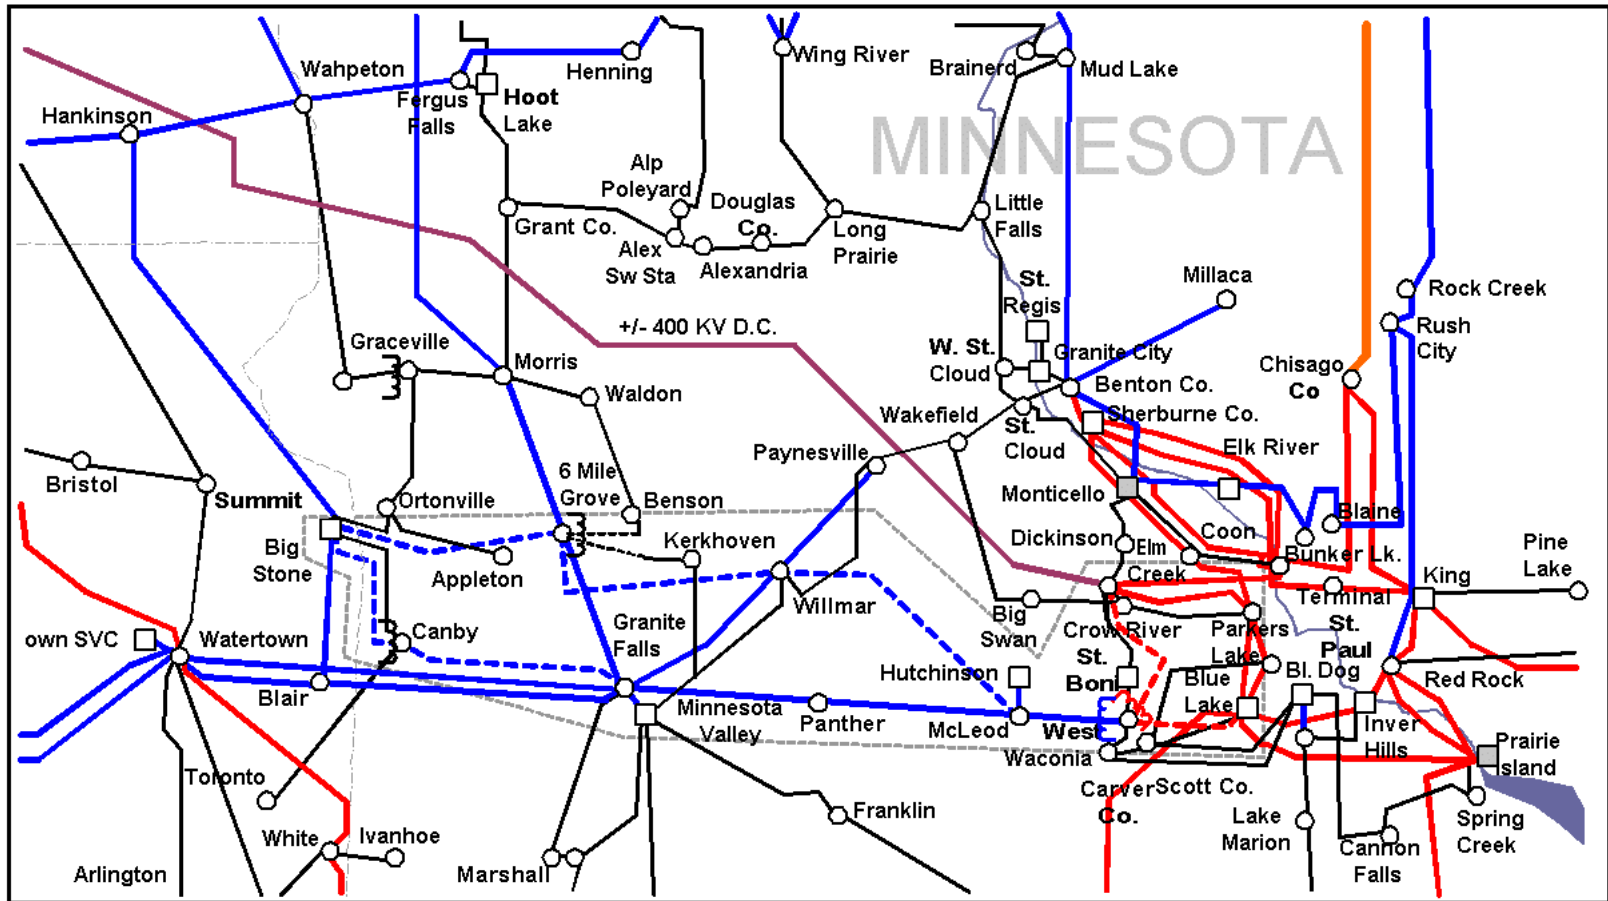 Wahpeton
Henning
Wing River
Brainerd
Mud Lake
Hankinson
Fergus
Falls
Hoot
Lake
MINNESOTA
Alp
Poleyard
Douglas
Co.
Grant Co.
Alex
Sw Sta
Alexandria
Long
Prairie
Little
Falls
St.
Regis
Millaca
Rock Creek
Rush
City
+/- 400 KV D.C.
Graceville
Morris
Waldon
W. St.
Cloud
Granite City
Benton Co.
Chisago
Co
Wakefield
St.
Cloud
Sherburne Co.
Elk River
Paynesville
Bristol
Summit
6 Mile
Grove
Benson
Ortonville
Monticello
Blaine
Big
Stone
Appleton
Kerkhoven
Dickinson
Elm
Creek
Coon
Bunker Lk.
Pine
Lake
King
Willmar
Big
Swan
Crow River
Terminal
Parkers
Lake
St.
Paul
own SVC
Watertown
Canby
Granite
Falls
Hutchinson
St.
Boni
Blue
Lake
Bl. Dog
Red Rock
Blair
Minnesota
Valley
Panther
McLeod
West
Waconia
Inver
Hills
Prairie
Island
Toronto
Carver
Co.
Scott Co.
Franklin
Lake
Marion
Cannon
Falls
Spring
Creek
White
Ivanhoe
Arlington
Marshall